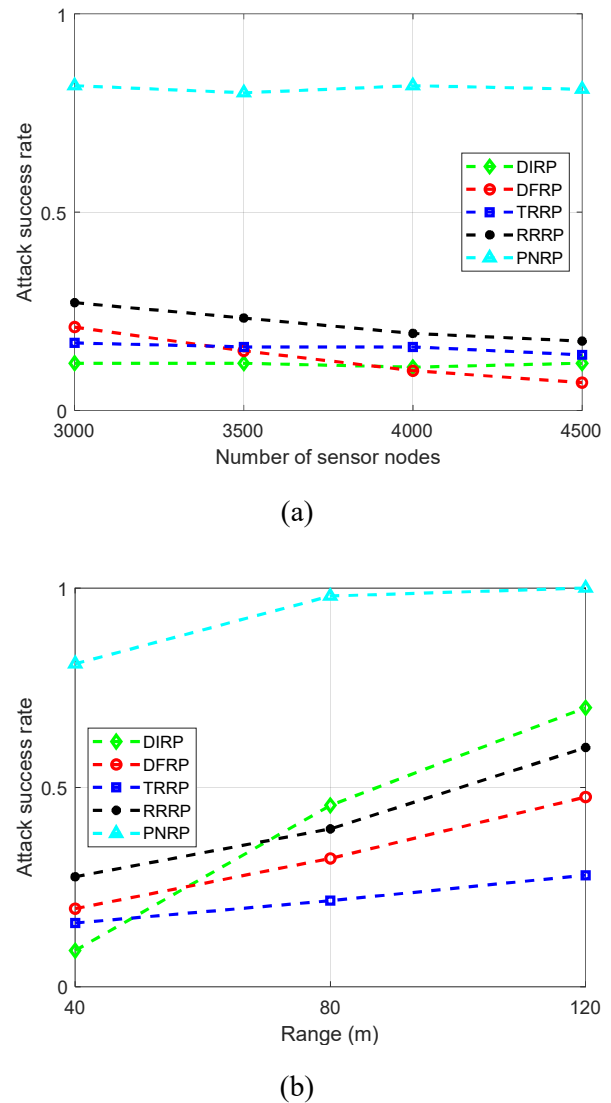 1
0.5
0
Attack success rate
DIRP
DFRP
TRRP
RRRP
PNRP
3000 3500 4000 4500
Number of sensor nodes
(a)
1
0.5
0
Attack success rate
DIRP
DFRP
TRRP
RRRP
PNRP
40 80 120
Range (m)
(b)